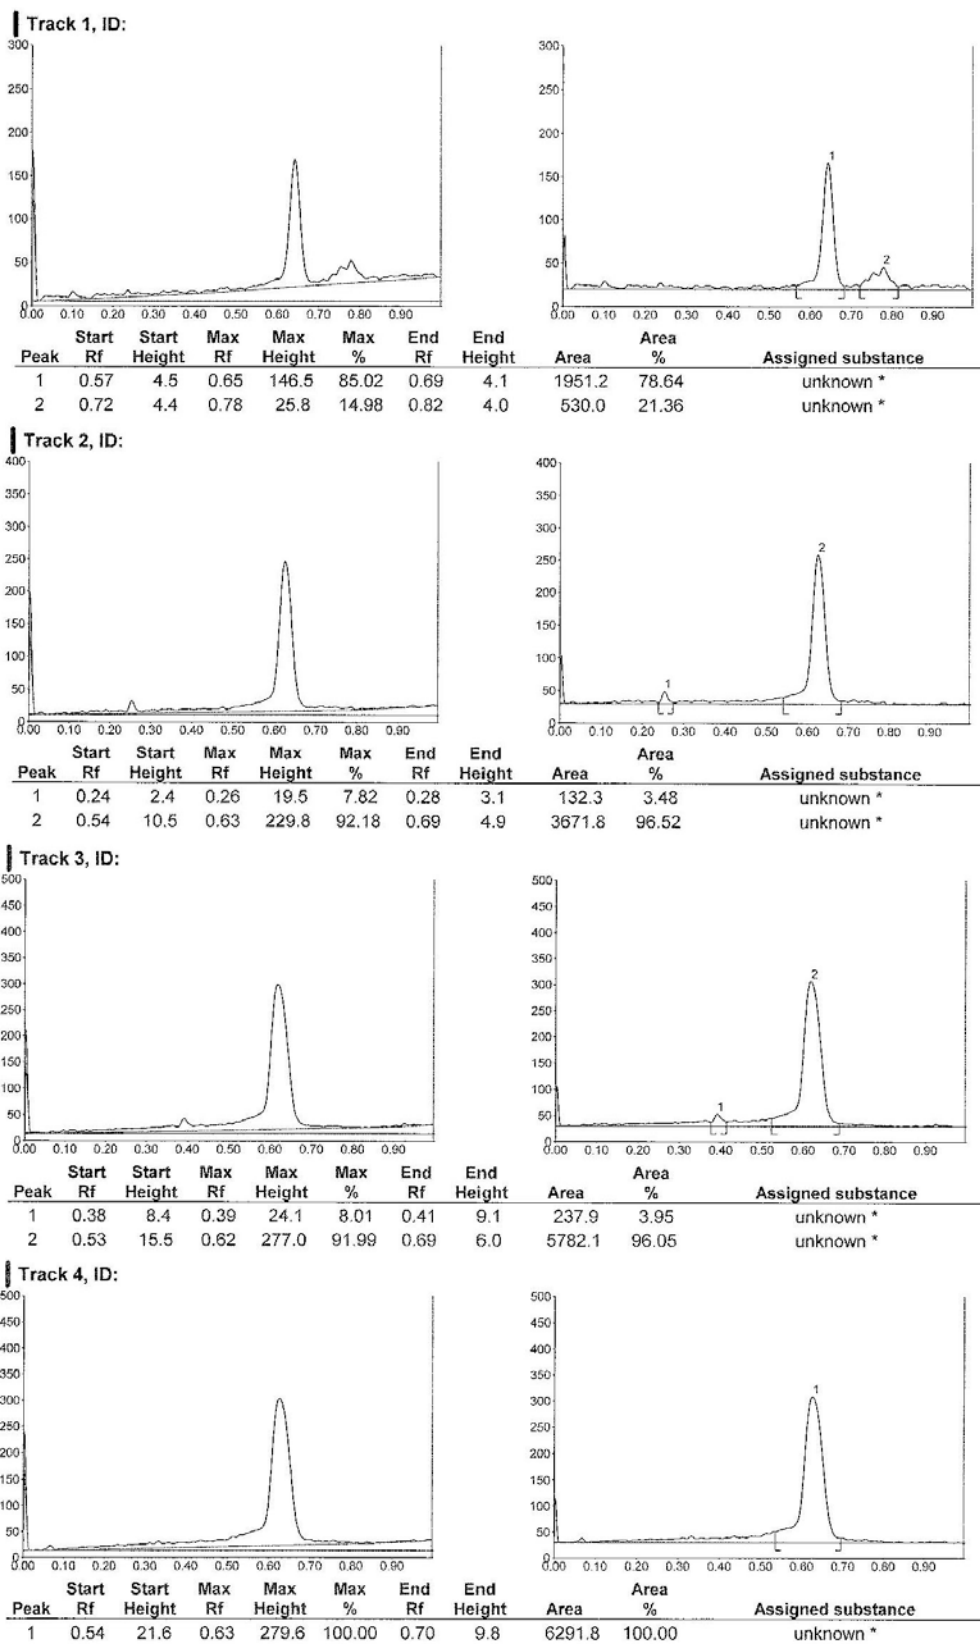 Track 1, ID:
300 300
250 250
200 200
150 150
100 100
50 50
0 0
1
2
0.00 0.10 0.20 0.30 0.40 0.50 0.60 0.70 0.80 0.90 0.00 0.10 0.20 0.30 0.40 0.50 0.60 0.70 0.80 0.90
Start Start Max Max Max End End Area
Peak Rf Height Rf Height % Rf Height Area % Assigned substance
1 0.57 4.5 0.65 146.5 85.02 0.69 4.1 1951.2 78.64 unknown *
2 0.72 4.4 0.78 25.8 14.98 0.82 4.0 530.0 21.36 unknown *
Track 2, ID:
400 400
350 350
300 300
250 250
200 200
150 150
100 100
50 50
0 0
2
1
0.00 0.10 0.20 0.30 0.40 0.50 0.60 0.70 0.80 0.90 0.00 0.10 0.20 0.30 0.40 0.50 0.60 0.70 0.80 0.90
Start Start Max Max Max End End Area
Peak Rf Height Rf Height % Rf Height Area % Assigned substance
1 0.24 2.4 0.26 19.5 7.82 0.28 3.1 132.3 3.48 unknown *
2 0.54 10.5 0.63 229.8 92.18 0.69 4.9 3671.8 96.52 unknown *
Track 3, ID:
500 500
450 450
400 400
350 350
300 300
250 250
200 200
150 150
100 100
50 50
0 0
2
1
0.00 0.10 0.20 0.30 0.40 0.50 0.60 0.70 0.80 0.90 0.00 0.10 0.20 0.30 0.40 0.50 0.60 0.70 0.80 0.90
Start Start Max Max Max End End Area
Peak Rf Height Rf Height % Rf Height Area % Assigned substance
1 0.38 8.4 0.39 24.1 8.01 0.41 9.1 237.9 3.95 unknown *
2 0.53 15.5 0.62 277.0 91.99 0.69 6.0 5782.1 96.05 unknown *
Track 4, ID:
500 500
450 450
400 400
350 350
300 300
250 250
200 200
150 150
100 100
50 50
0 0
1
0.00 0.10 0.20 0.30 0.40 0.50 0.60 0.70 0.80 0.90 0.00 0.10 0.20 0.30 0.40 0.50 0.60 0.70 0.80 0.90
Start Start Max Max Max End End Area
Peak Rf Height Rf Height % Rf Height Area % Assigned substance
1 0.54 21.6 0.63 279.6 100.00 0.70 9.8 6291.8 100.00 unknown *